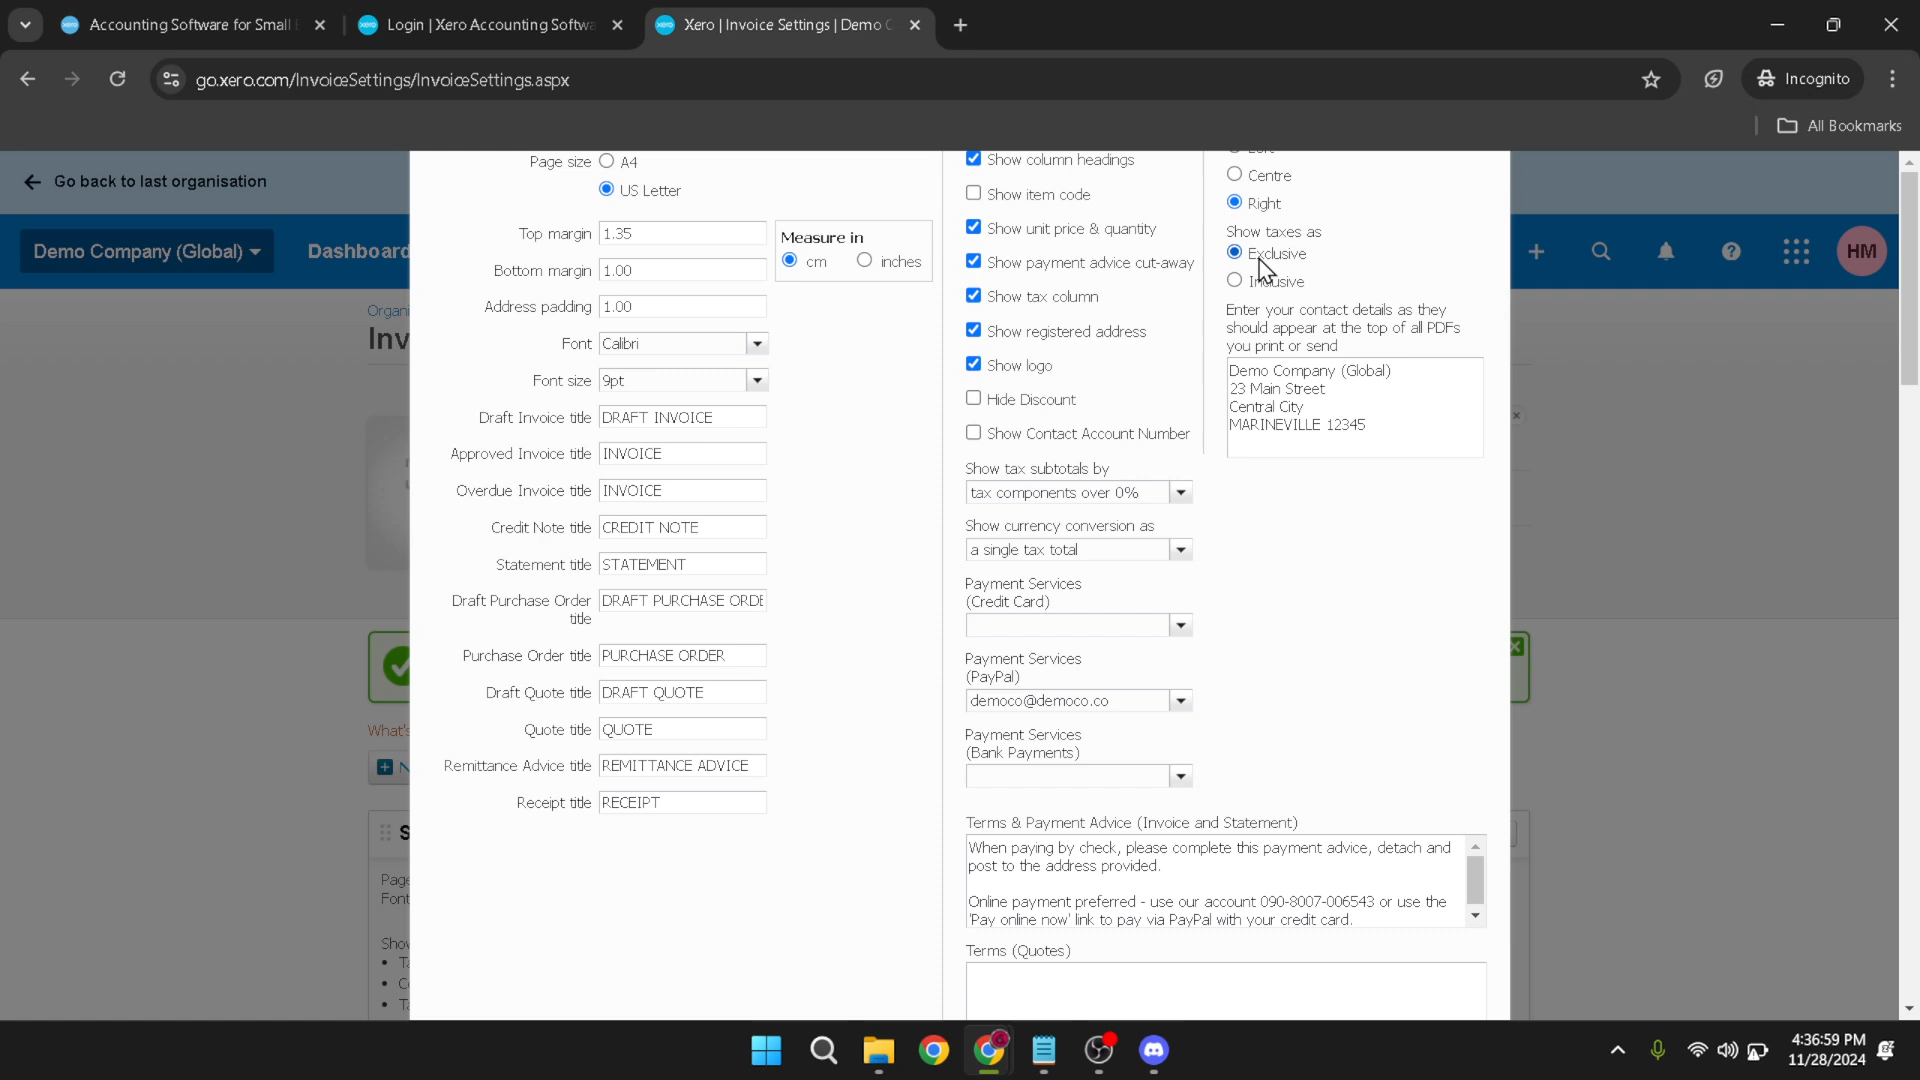 Accounting Software for Small
Login | Xero Accounting Softwa
Xero | Invoice Settings | Demo C
go.xero.com/InvoiceSettings/InvoiceSettings.aspx
Incognito
All Bookmarks
Go back to last organisation
Demo Company (Global)
Dashboard
HM
Organi
Inv
What's
N
S
Page
Font
Show
Page size
A4
US Letter
Top margin 1.35
Measure in
cm
inches
Bottom margin 1.00
Address padding 1.00
Font Calibri
Font size 9pt
Draft Invoice title DRAFT INVOICE
Approved Invoice title INVOICE
Overdue Invoice title INVOICE
Credit Note title CREDIT NOTE
Statement title STATEMENT
Draft Purchase Order title DRAFT PURCHASE ORDE
Purchase Order title PURCHASE ORDER
Draft Quote title DRAFT QUOTE
Quote title QUOTE
Remittance Advice title REMITTANCE ADVICE
Receipt title RECEIPT
Show column headings
Show item code
Show unit price & quantity
Show payment advice cut-away
Show tax column
Show registered address
Show logo
Hide Discount
Show Contact Account Number
Show tax subtotals by
tax components over 0%
Show currency conversion as
a single tax total
Payment Services
(Credit Card)
Payment Services
(PayPal)
democo@democo.co
Payment Services
(Bank Payments)
Terms & Payment Advice (Invoice and Statement)
When paying by check, please complete this payment advice, detach and
post to the address provided.
Online payment preferred - use our account 090-8007-006543 or use the
'Pay online now' link to pay via PayPal with your credit card.
Terms (Quotes)
Centre
Right
Show taxes as
Exclusive
Inclusive
Enter your contact details as they
should appear at the top of all PDFs
you print or send
Demo Company (Global)
23 Main Street
Central City
MARINEVILLE 12345
4:36:59 PM
11/28/2024